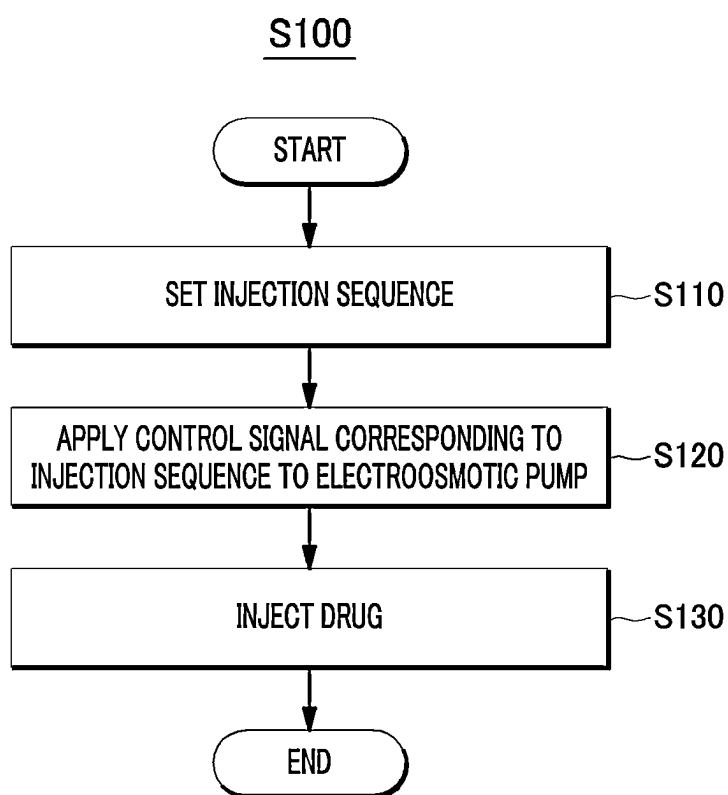 S100
START
SET INJECTION SEQUENCE
S110
APPLY CONTROL SIGNAL CORRESPONDING TO
INJECTION SEQUENCE TO ELECTROOSMOTIC PUMP
S120
INJECT DRUG
S130
END